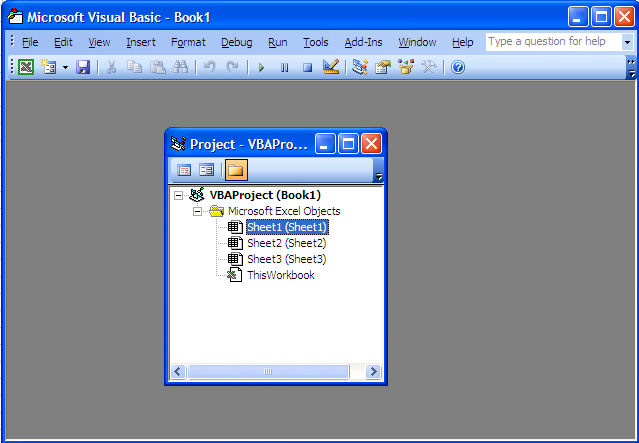 Microsoft Visual Basic - Book1
File Edit View Insert Format Debug Run Tools Add-Ins Window Help Type a question for help
Project - VBAPro...
VBAProject (Book1)
Microsoft Excel Objects
Sheet1 (Sheet1)
Sheet2 (Sheet2)
Sheet3 (Sheet3)
ThisWorkbook